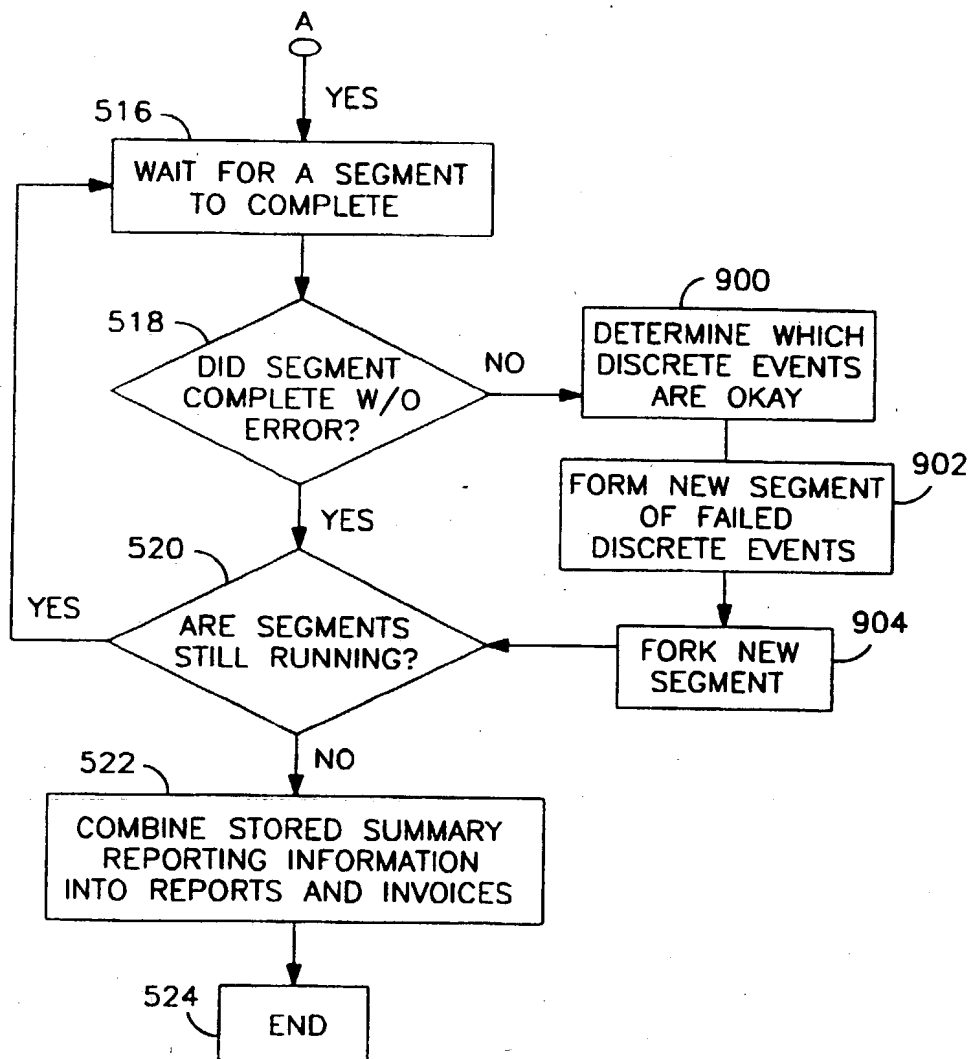 A
YES
516
WAIT FOR A SEGMENT
TO COMPLETE
518
DID SEGMENT
COMPLETE W/O
ERROR?
NO
900
DETERMINE WHICH
DISCRETE EVENTS
ARE OKAY
902
FORM NEW SEGMENT
OF FAILED
DISCRETE EVENTS
YES
520
YES
ARE SEGMENTS
STILL RUNNING?
904
FORK NEW
SEGMENT
NO
522
COMBINE STORED SUMMARY
REPORTING INFORMATION
INTO REPORTS AND INVOICES
524
END